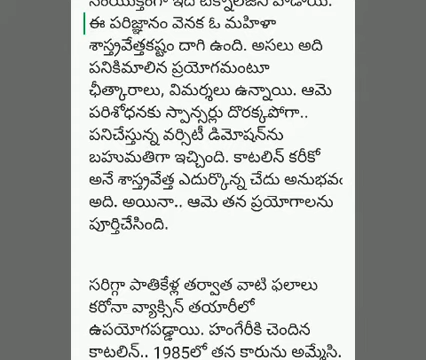 సంయుక్తంగా ఇదే టెక్నాలజీని వాడాయి.
ఈ పరిజ్ఞానం వెనక ఓ మహిళా
శాస్త్రవేత్తకష్టం దాగి ఉంది. అసలు అది
పనికిమాలిన ప్రయోగమంటూ
ఛీత్కారాలు, విమర్శలు ఉన్నాయి. ఆమె
పరిశోధనకు స్పాన్సర్లు దొరక్కపోగా..
పనిచేస్తున్న వర్సిటీ డిమోషన్‌ను
బహుమతిగా ఇచ్చింది. కాటలిన్ కరీకో
అనే శాస్త్రవేత్త ఎదుర్కొన్న చేదు అనుభవం
అది. అయినా.. ఆమె తన ప్రయోగాలను
పూర్తిచేసింది.
సరిగ్గా పాతికేళ్ల తర్వాత వాటి ఫలాలు
కరోనా వ్యాక్సిన్ తయారీలో
ఉపయోగపడ్డాయి. హంగేరీకి చెందిన
కాటలిన్.. 1985లో తన కారును అమ్మేసి.